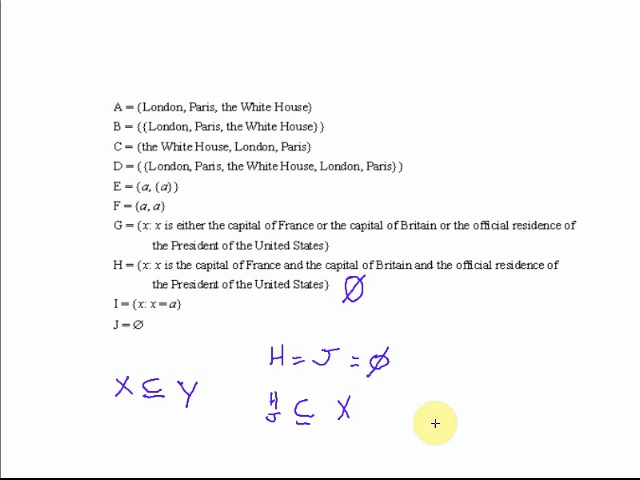 A = {London, Paris, the White House}
B = {{London, Paris, the White House}}
C = {the White House, London, Paris}
D = {{London, Paris, the White House, London, Paris}}
E = {a, {a}}
F = {a, a}
G = {x: x is either the capital of France or the capital of Britain or the official residence of
the President of the United States}
H = {x: x is the capital of France and the capital of Britain and the official residence of
the President of the United States} ∅
I = {x: x = a}
J = ∅
H = J = ∅
X ⊆ Y
H
J ⊆ X